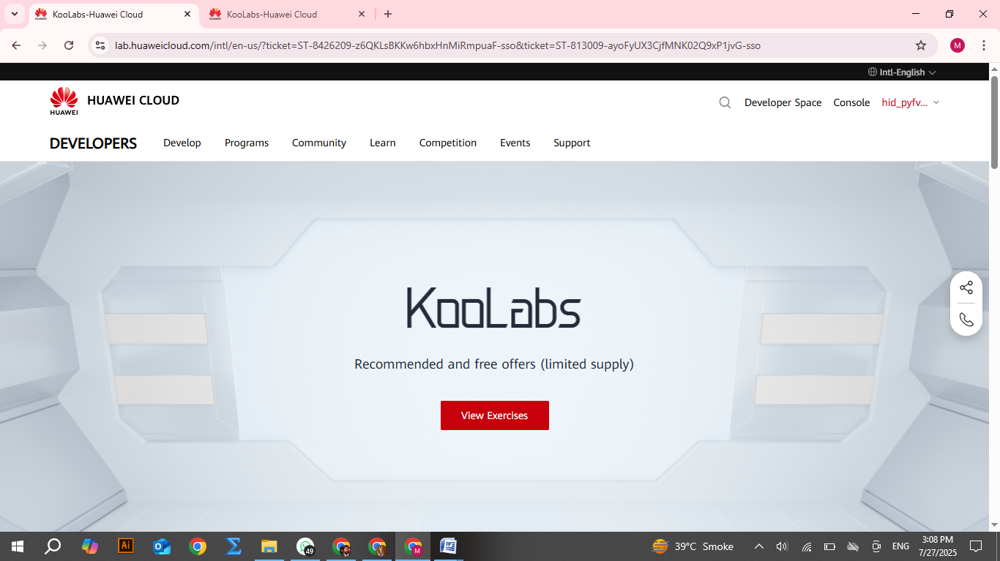 KooLabs-Huawei Cloud
KooLabs-Huawei Cloud
lab.huaweicloud.com/intl/en-us/?ticket=ST-8426209-z6QKLsBKKw6hbxHnMiRmpuaF-sso&ticket=ST-813009-ayoFyUX3CjfMNK02Q9xP1jvG-sso
M
Intl-English
HUAWEI
HUAWEI CLOUD
Developer Space
Console
hid_pyfv...
DEVELOPERS
Develop
Programs
Community
Learn
Competition
Events
Support
KooLabs
Recommended and free offers (limited supply)
View Exercises
Ai
49
M
39°C Smoke
ENG
3:08 PM
7/27/2025